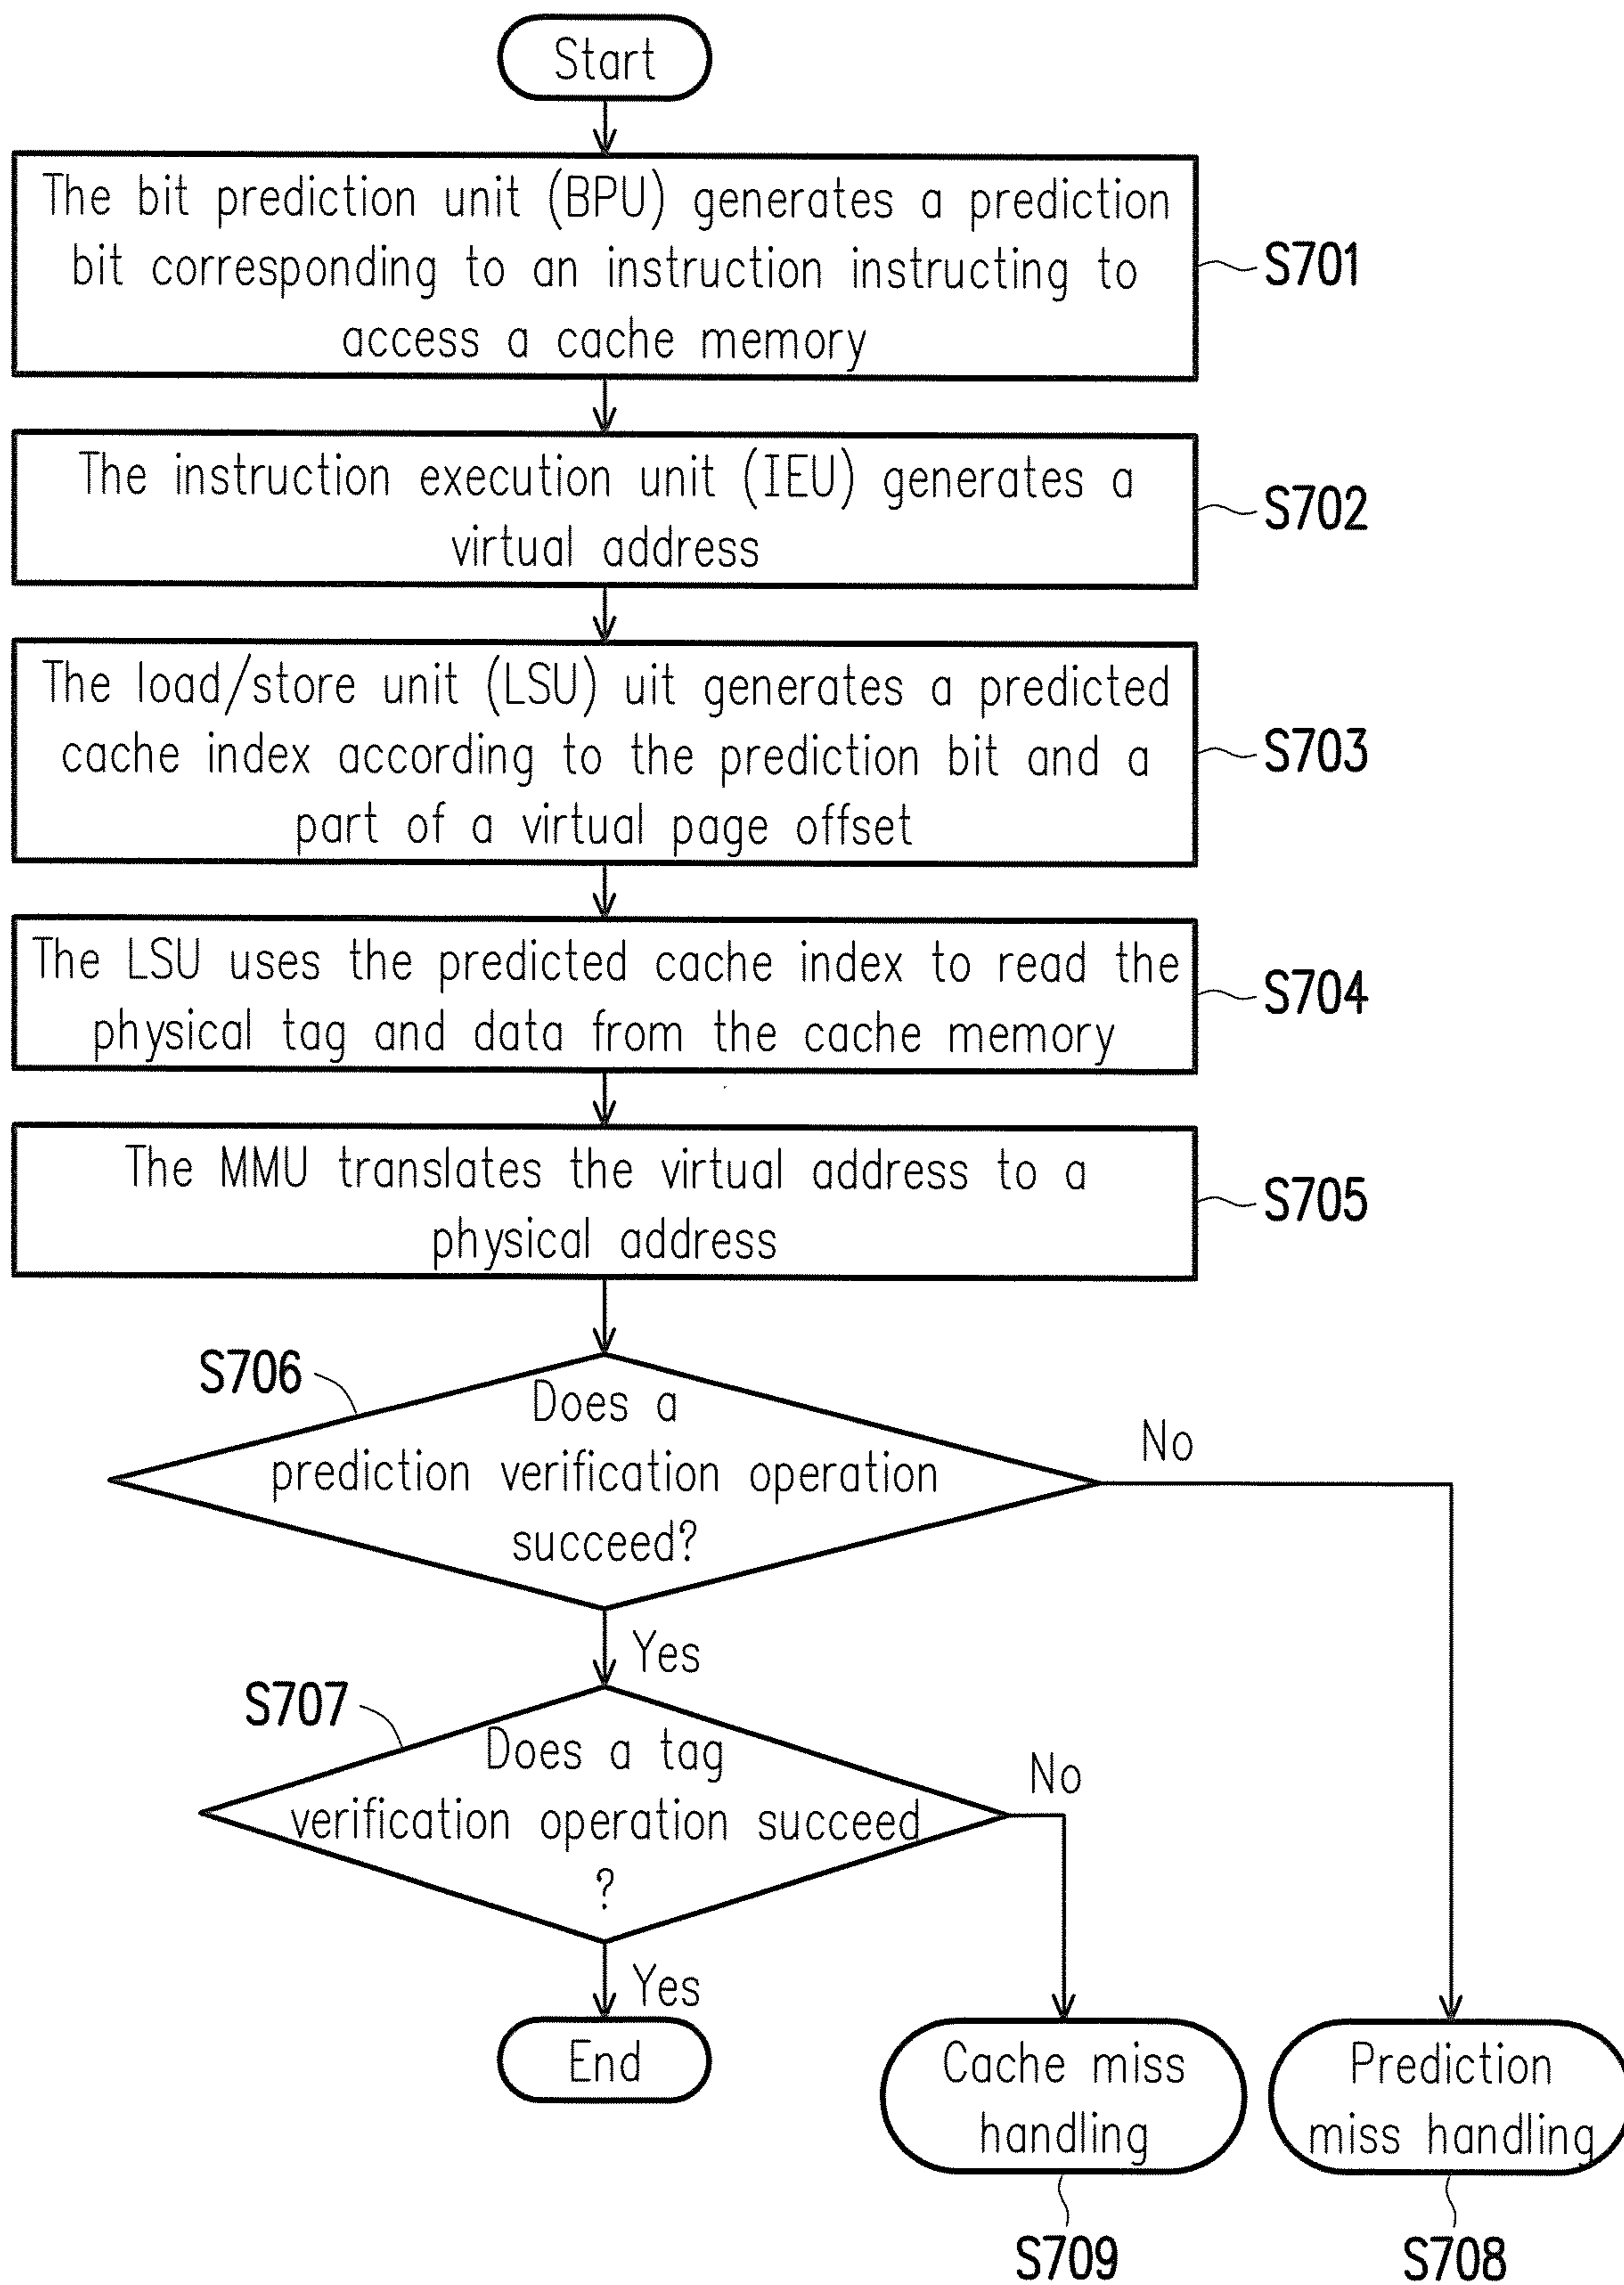 Start
The bit prediction unit (BPU) generates a prediction
bit corresponding to an instruction instructing to
access a cache memory
S701
The instruction execution unit (IEU) generates a
virtual address
S702
The load/store unit (LSU) uit generates a predicted
cache index according to the prediction bit and a
part of a virtual page offset
S703
The LSU uses the predicted cache index to read the
physical tag and data from the cache memory
S704
The MMU translates the virtual address to a
physical address
S705
S706
Does a
prediction verification operation
succeed?
No
Yes
S707
Does a tag
verification operation succeed
?
No
Yes
End
Cache miss
handling
S709
Prediction
miss handling
S708